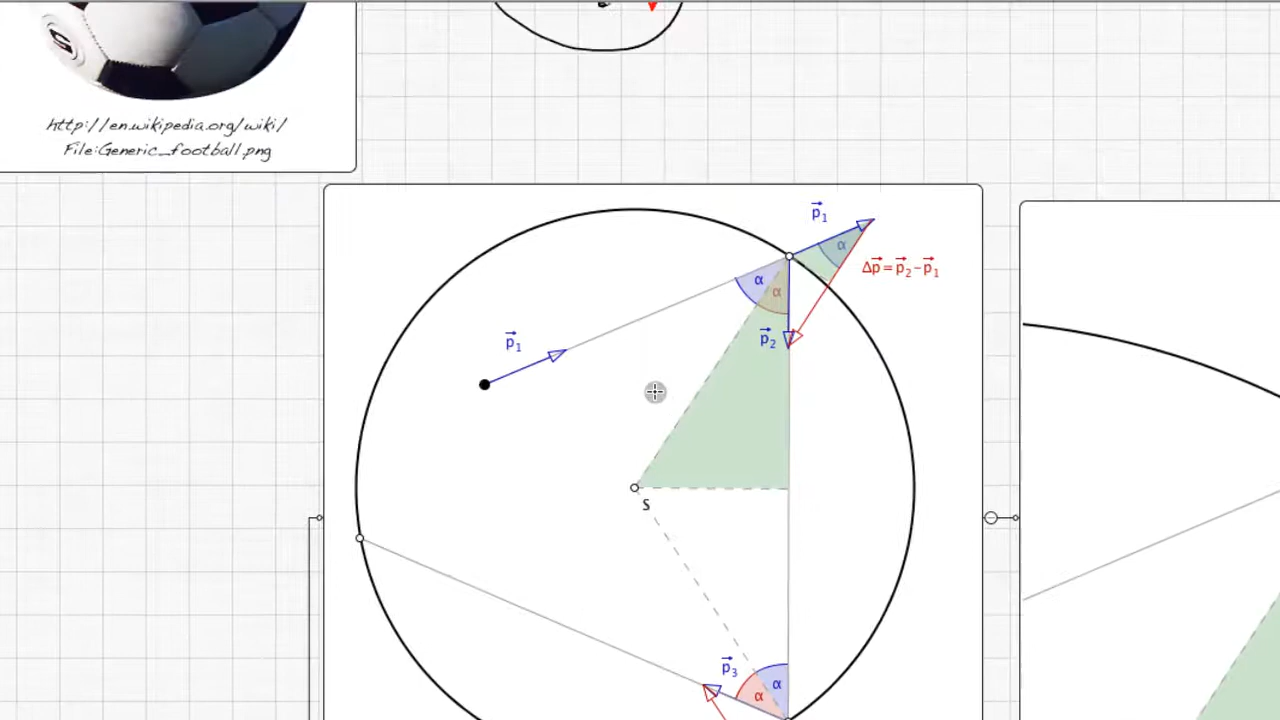 http://en.wikipedia.org/wiki/
File:Generic_football.png
p⃗₁
α
Δp⃗ = p⃗₂ – p⃗₁
α
α
p⃗₂
p⃗₁
S
p⃗₃
α
α